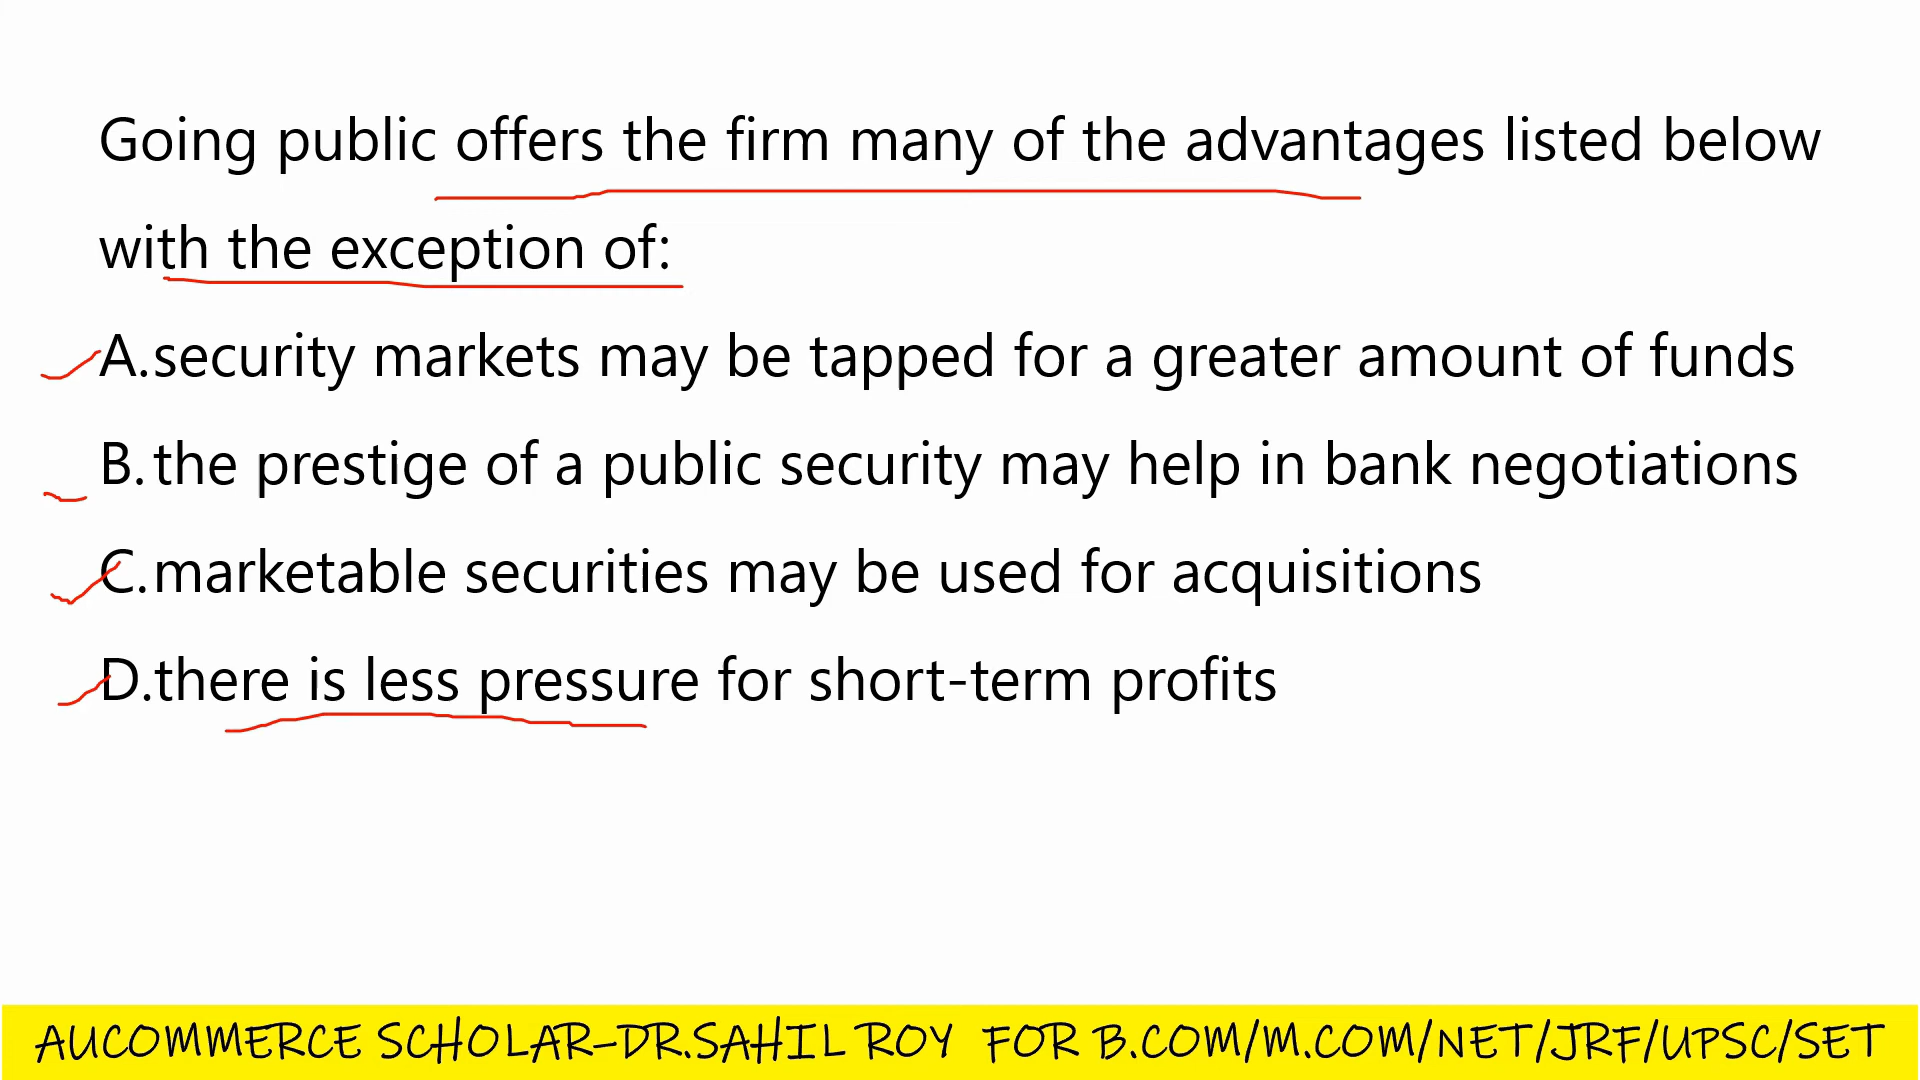 Going public offers the firm many of the advantages listed below
with the exception of:
A.security markets may be tapped for a greater amount of funds
B.the prestige of a public security may help in bank negotiations
C.marketable securities may be used for acquisitions
D.there is less pressure for short-term profits
AUCOMMERCE SCHOLAR-DR.SAHIL ROY FOR B.COM/M.COM/NET/JRF/UPSC/SET